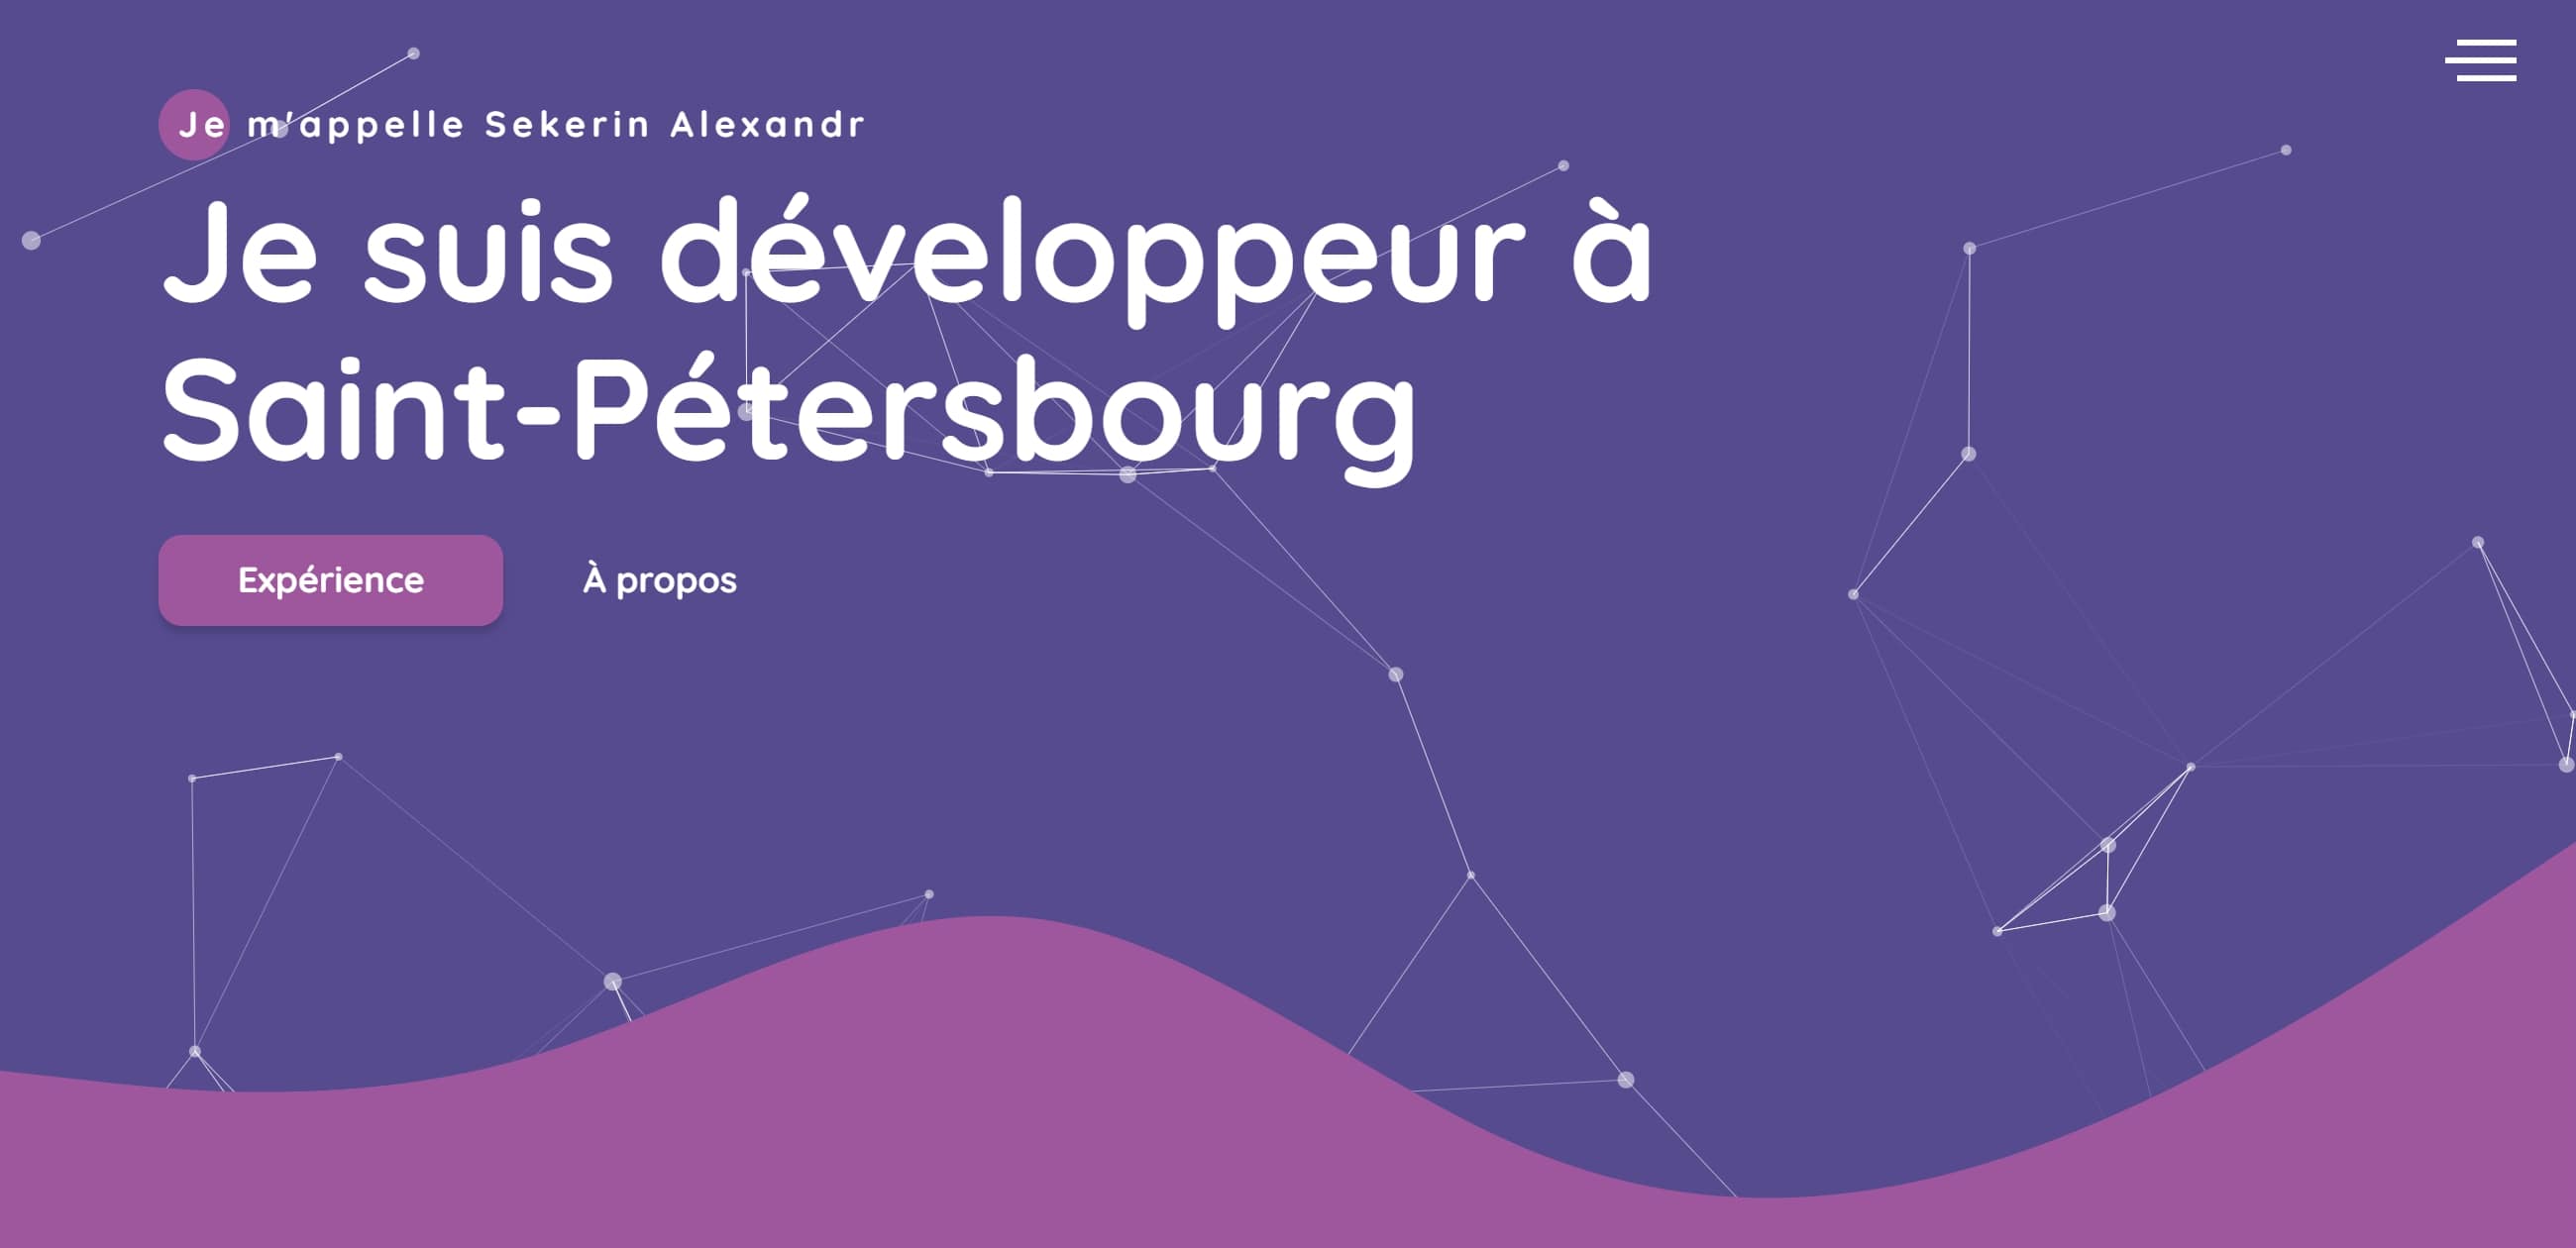 Je m'appelle Sekerin Alexandr
Je suis développeur à
Saint-Pétersbourg
Expérience
À propos